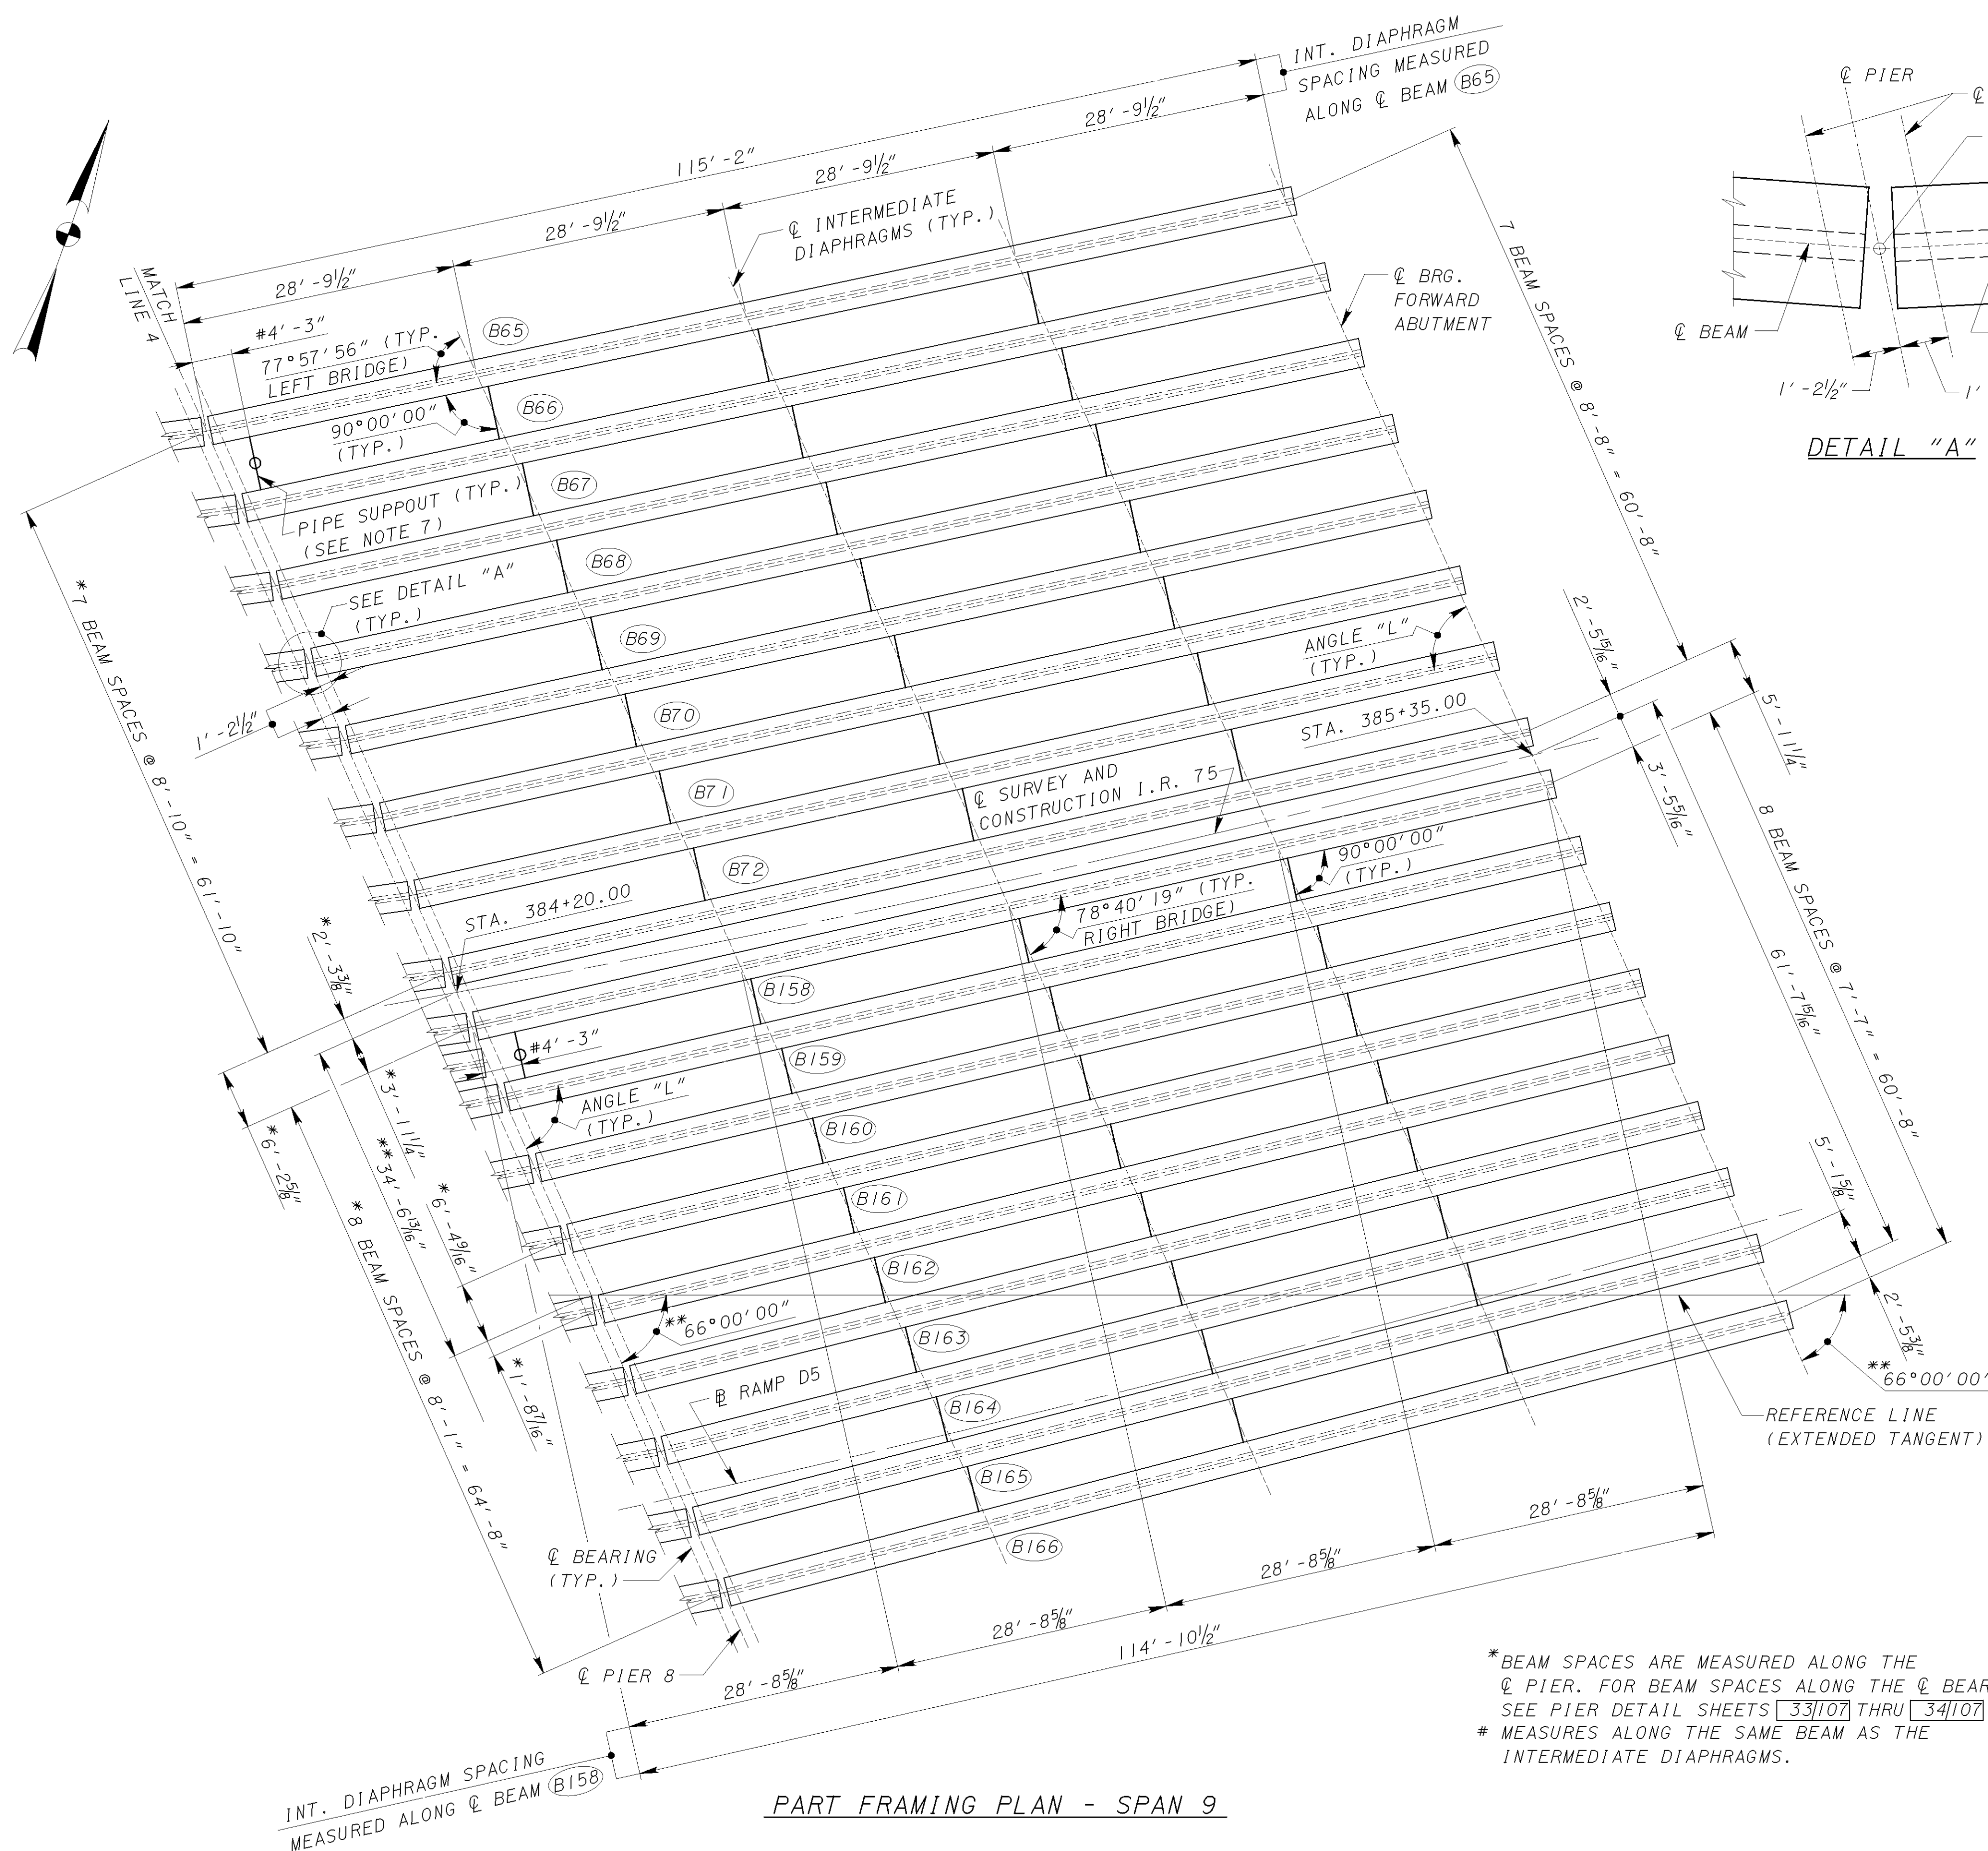 INT. DIAPHRAGM
SPACING MEASURED
ALONG ℄ BEAM B65
℄ PIER
℄
115'-2"
28'-9½"
28'-9½"
28'-9½"
28'-9½"
℄ INTERMEDIATE
DIAPHRAGMS (TYP.)
MATCH
LINE 4
#4'-3"
77°57'56" (TYP.
LEFT BRIDGE)
90°00'00"
(TYP.)
B65
B66
B67
B68
B69
B70
B71
B72
7 BEAM SPACES @ 8'-8" = 60'-8"
℄ BRG.
FORWARD
ABUTMENT
℄ BEAM
1'-2½"
1'
DETAIL "A"
PIPE SUPPOUT (TYP.)
(SEE NOTE 7)
SEE DETAIL "A"
(TYP.)
*7 BEAM SPACES @ 8'-10" = 61'-10"
1'-2½"
ANGLE "L"
(TYP.)
STA. 385+35.00
2'-5 15/16"
5'-11¼"
3'-5 5/16"
℄ SURVEY AND
CONSTRUCTION I.R. 75
90°00'00"
(TYP.)
78°40'19" (TYP.
RIGHT BRIDGE)
8 BEAM SPACES @ 7'-7" = 60'-8"
61'-7 15/16"
STA. 384+20.00
*2'-3⅜"
*3'-11¼"
*6'-2⅝"
**34'-6 13/16"
*6'-4 9/16"
*1'-8 7/16"
*8 BEAM SPACES @ 8'-1" = 64'-8"
#4'-3"
ANGLE "L"
(TYP.)
B158
B159
B160
B161
B162
B163
B164
B165
B166
5'-1⅝"
2'-5⅜"
**66°00'00"
**
66°00'00"
REFERENCE LINE
(EXTENDED TANGENT)
℄ RAMP D5
℄ BEARING
(TYP.)
℄ PIER 8
28'-8⅝"
28'-8⅝"
28'-8⅝"
28'-8⅝"
114'-10½"
INT. DIAPHRAGM SPACING
MEASURED ALONG ℄ BEAM B158
*BEAM SPACES ARE MEASURED ALONG THE
℄ PIER. FOR BEAM SPACES ALONG THE ℄ BEAR
SEE PIER DETAIL SHEETS 33/107 THRU 34/107
# MEASURES ALONG THE SAME BEAM AS THE
INTERMEDIATE DIAPHRAGMS.
PART FRAMING PLAN - SPAN 9